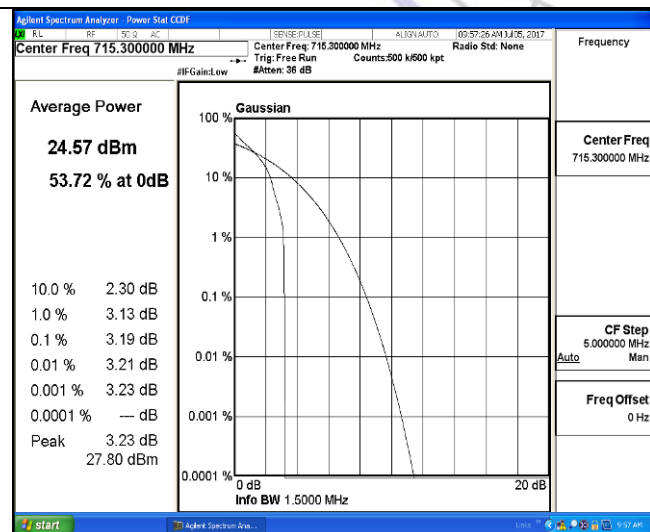 Agilent Spectrum Analyzer - Power Stat CCDF
RL RF 50 Ω AC SENSE:PULSE ALIGN AUTO 09:57:26 AM Jul 05, 2017
Center Freq 715.300000 MHz
Center Freq: 715.300000 MHz Radio Std: None
Trig: Free Run Counts:500 k/500 kpt
#IFGain:Low #Atten: 36 dB
Frequency
Average Power
24.57 dBm
53.72 % at 0dB
10.0 % 2.30 dB
1.0 % 3.13 dB
0.1 % 3.19 dB
0.01 % 3.21 dB
0.001 % 3.23 dB
0.0001 % --- dB
Peak 3.23 dB
27.80 dBm
Gaussian
100 %
10 %
1 %
0.1 %
0.01 %
0.001 %
0.0001 %
0 dB 20 dB
Info BW 1.5000 MHz
Center Freq
715.300000 MHz
CF Step
5.000000 MHz
Auto Man
Freq Offset
0 Hz
start Agilent Spectrum Ana... Links 9:57 AM